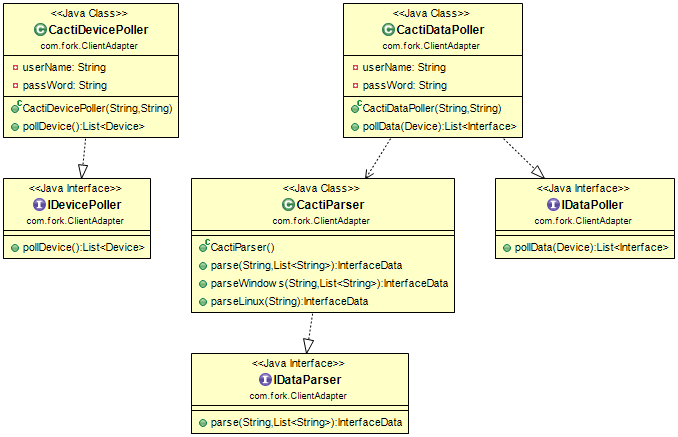 <<Java Class>>
CactiDevicePoller
com.fork.ClientAdapter
userName: String
passWord: String
CactiDevicePoller(String,String)
pollDevice():List<Device>
<<Java Class>>
CactiDataPoller
com.fork.ClientAdapter
userName: String
passWord: String
CactiDataPoller(String,String)
pollData(Device):List<Interface>
<<Java Interface>>
IDevicePoller
com.fork.ClientAdapter
pollDevice():List<Device>
<<Java Class>>
CactiParser
com.fork.ClientAdapter
CactiParser()
parse(String,List<String>):InterfaceData
parseWindows(String,List<String>):InterfaceData
parseLinux(String):InterfaceData
<<Java Interface>>
IDataPoller
com.fork.ClientAdapter
pollData(Device):List<Interface>
<<Java Interface>>
IDataParser
com.fork.ClientAdapter
parse(String,List<String>):InterfaceData